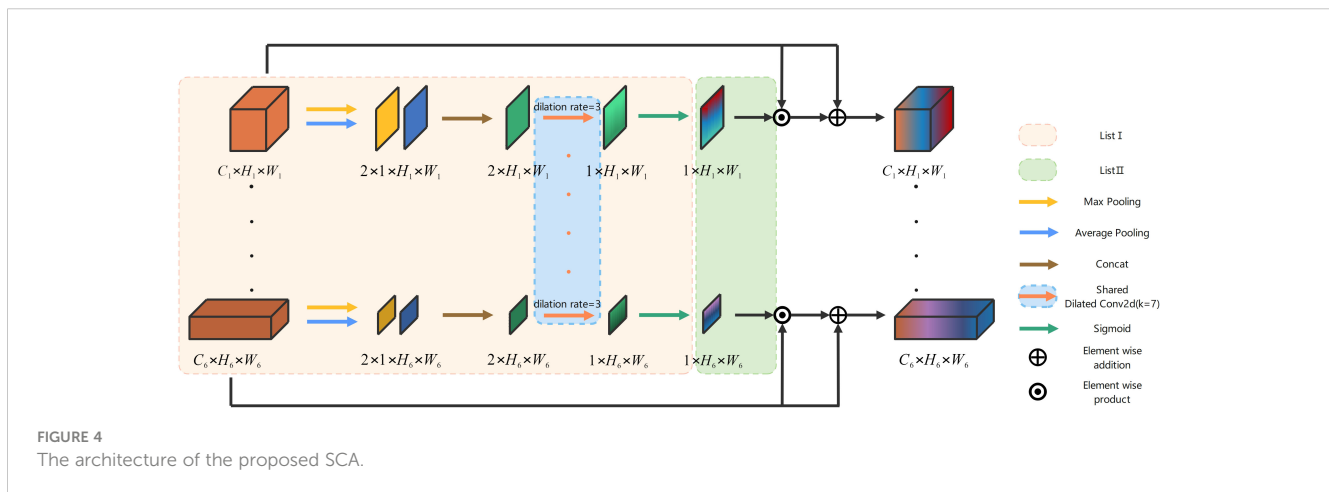 dilation rate=3
C₁×H₁×W₁
2×1×H₁×W₁
2×H₁×W₁
1×H₁×W₁
1×H₁×W₁
C₁×H₁×W₁
dilation rate=3
C₆×H₆×W₆
2×1×H₆×W₆
2×H₆×W₆
1×H₆×W₆
1×H₆×W₆
C₆×H₆×W₆
List I
ListⅡ
Max Pooling
Average Pooling
Concat
Shared
Dilated Conv2d(k=7)
Sigmoid
Element wise
addition
Element wise
product
FIGURE 4
The architecture of the proposed SCA.